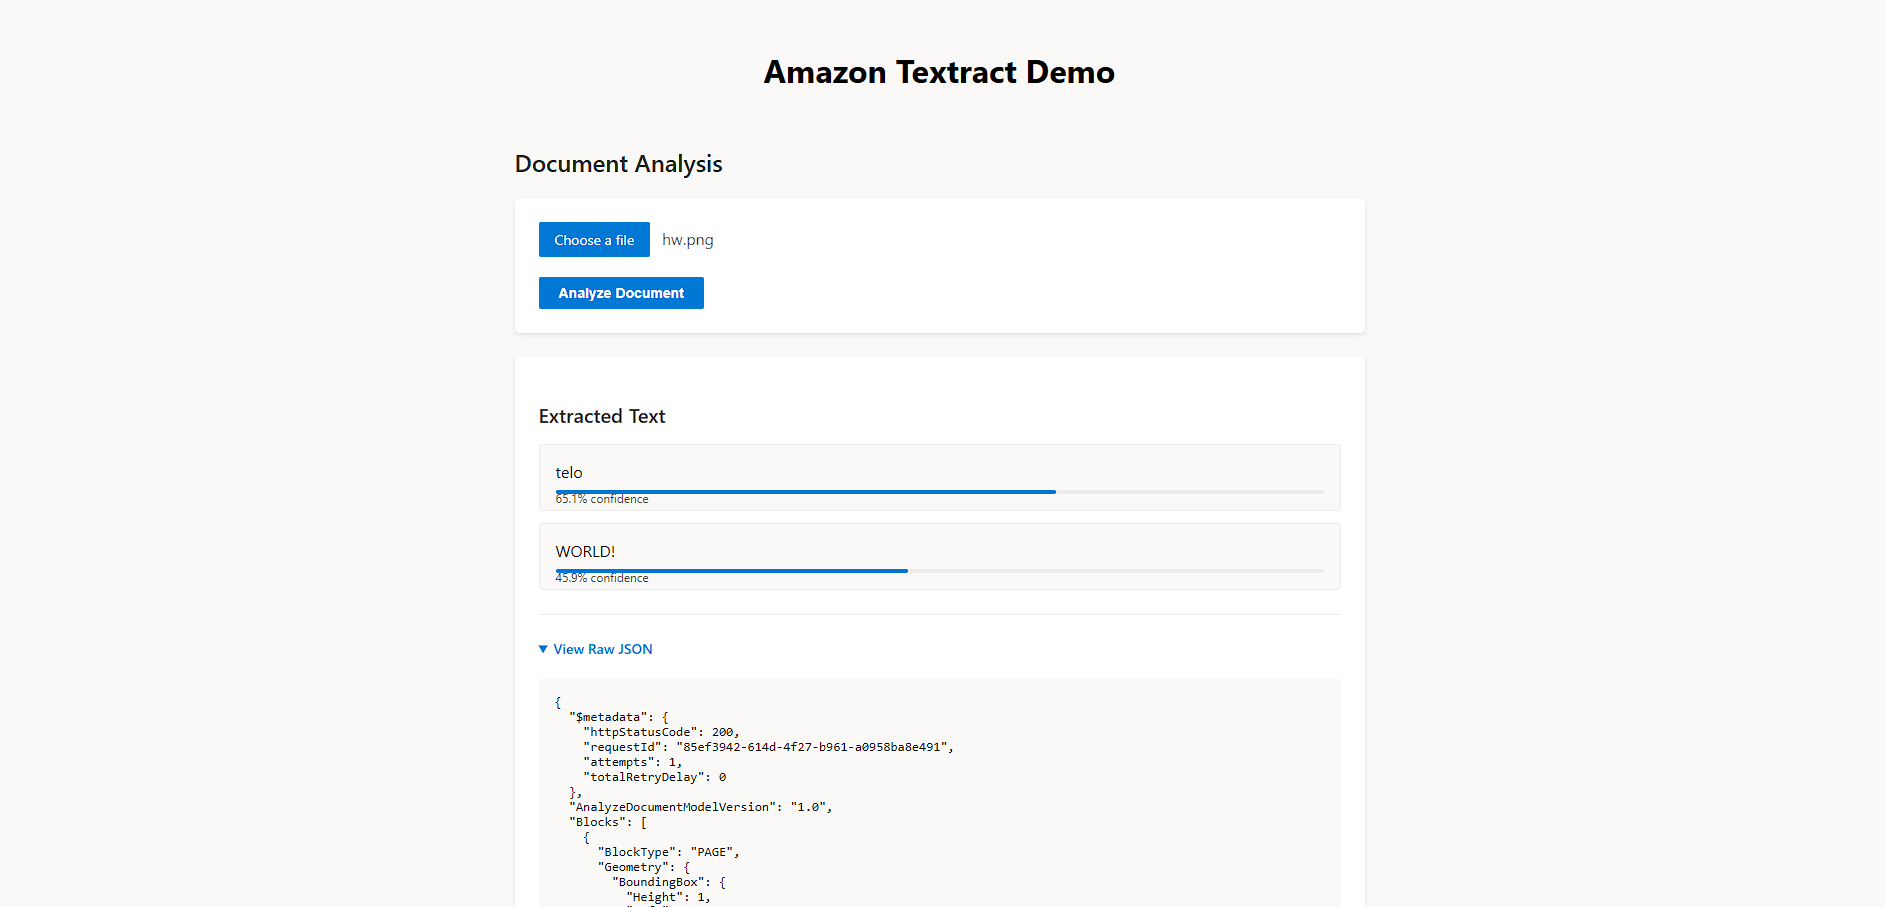 Amazon Textract Demo
Document Analysis
Choose a file hw.png
Analyze Document
Extracted Text
telo
65.1% confidence
WORLD!
45.9% confidence
▼ View Raw JSON
{
  "$metadata": {
    "httpStatusCode": 200,
    "requestId": "85ef3942-614d-4f27-b961-a0958ba8e491",
    "attempts": 1,
    "totalRetryDelay": 0
  },
  "AnalyzeDocumentModelVersion": "1.0",
  "Blocks": [
    {
      "BlockType": "PAGE",
      "Geometry": {
        "BoundingBox": {
          "Height": 1,